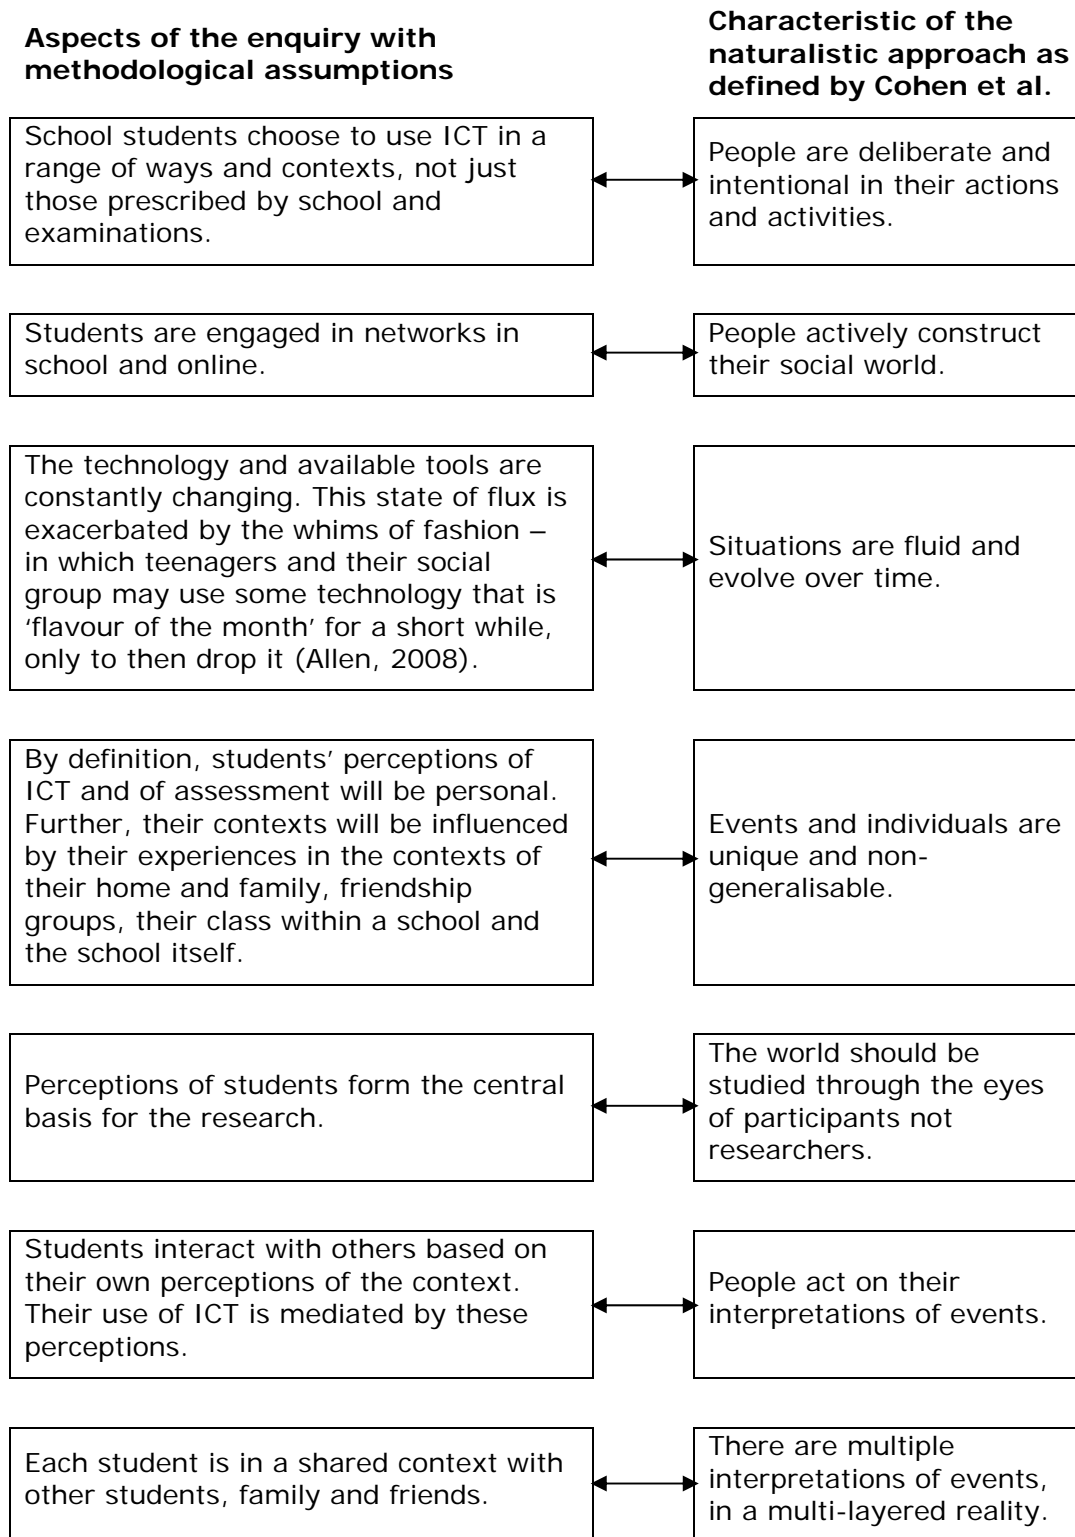 Aspects of the enquiry with
methodological assumptions
Characteristic of the
naturalistic approach as
defined by Cohen et al.
School students choose to use ICT in a
range of ways and contexts, not just
those prescribed by school and
examinations.
People are deliberate and
intentional in their actions
and activities.
Students are engaged in networks in
school and online.
People actively construct
their social world.
The technology and available tools are
constantly changing. This state of flux is
exacerbated by the whims of fashion –
in which teenagers and their social
group may use some technology that is
‘flavour of the month’ for a short while,
only to then drop it (Allen, 2008).
Situations are fluid and
evolve over time.
By definition, students’ perceptions of
ICT and of assessment will be personal.
Further, their contexts will be influenced
by their experiences in the contexts of
their home and family, friendship
groups, their class within a school and
the school itself.
Events and individuals are
unique and non-
generalisable.
Perceptions of students form the central
basis for the research.
The world should be
studied through the eyes
of participants not
researchers.
Students interact with others based on
their own perceptions of the context.
Their use of ICT is mediated by these
perceptions.
People act on their
interpretations of events.
Each student is in a shared context with
other students, family and friends.
There are multiple
interpretations of events,
in a multi-layered reality.